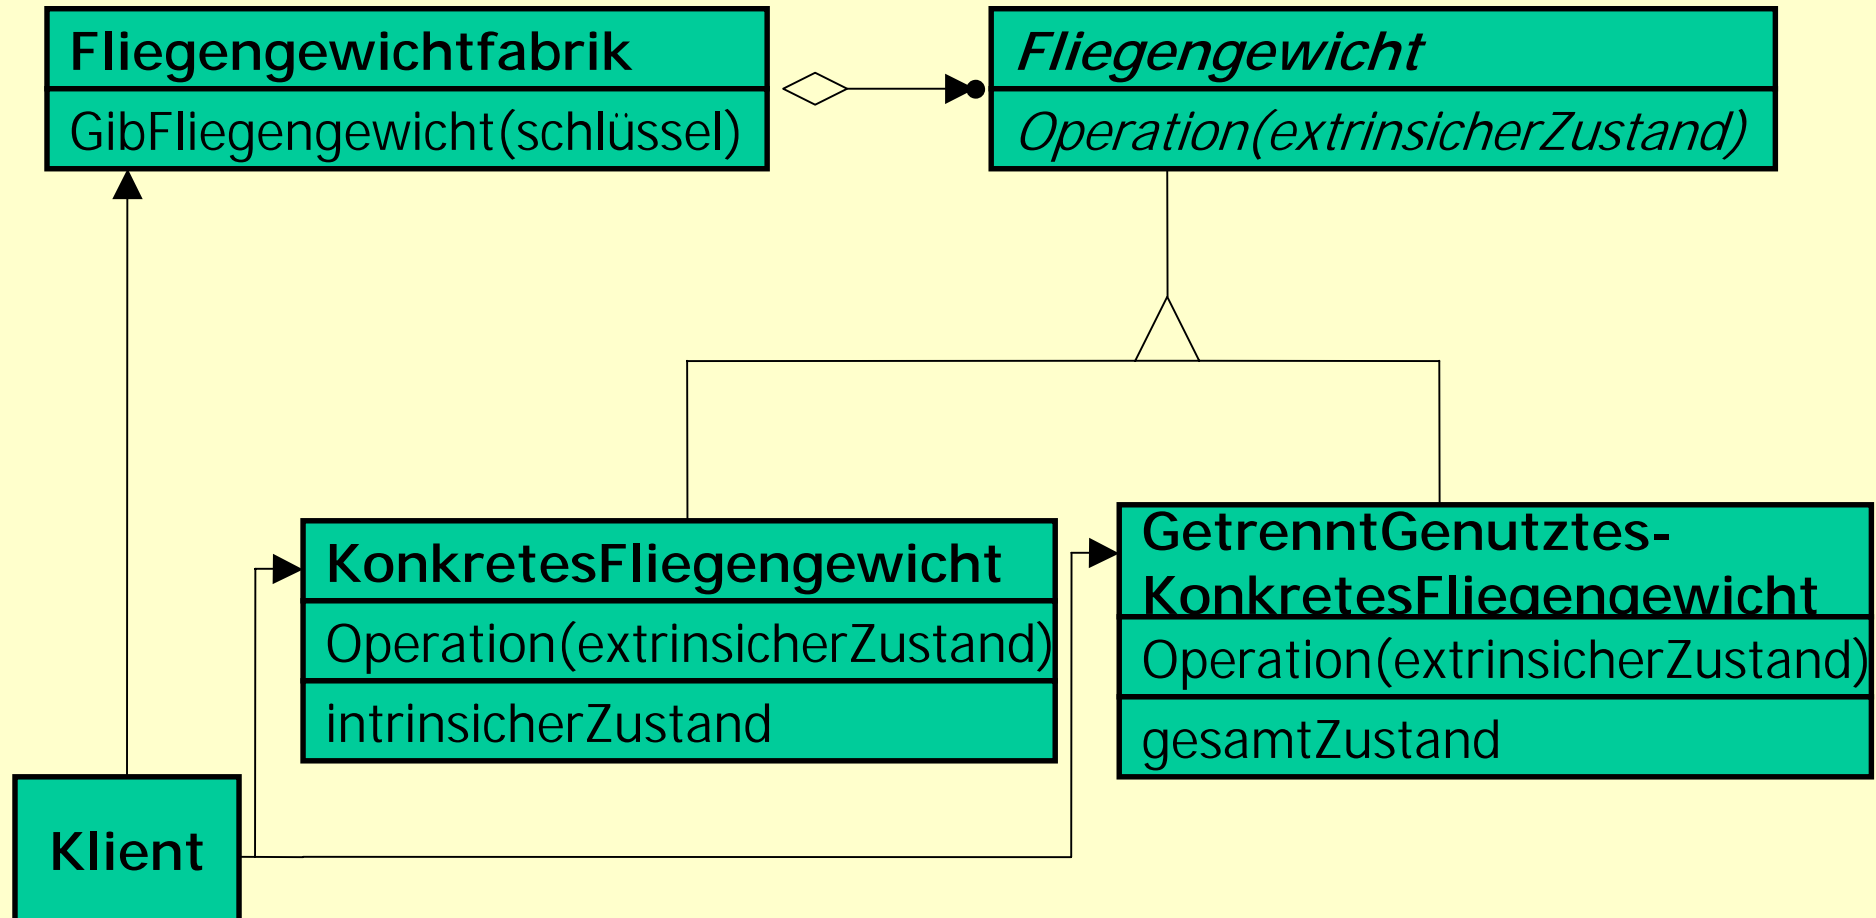 Fliegengewichtfabrik
GibFliegengewicht(schlüssel)
Fliegengewicht
Operation(extrinsicherZustand)
KonkretesFliegengewicht
Operation(extrinsicherZustand)
intrinsicherZustand
GetrenntGenutztes-
KonkretesFliegengewicht
Operation(extrinsicherZustand)
gesamtZustand
Klient